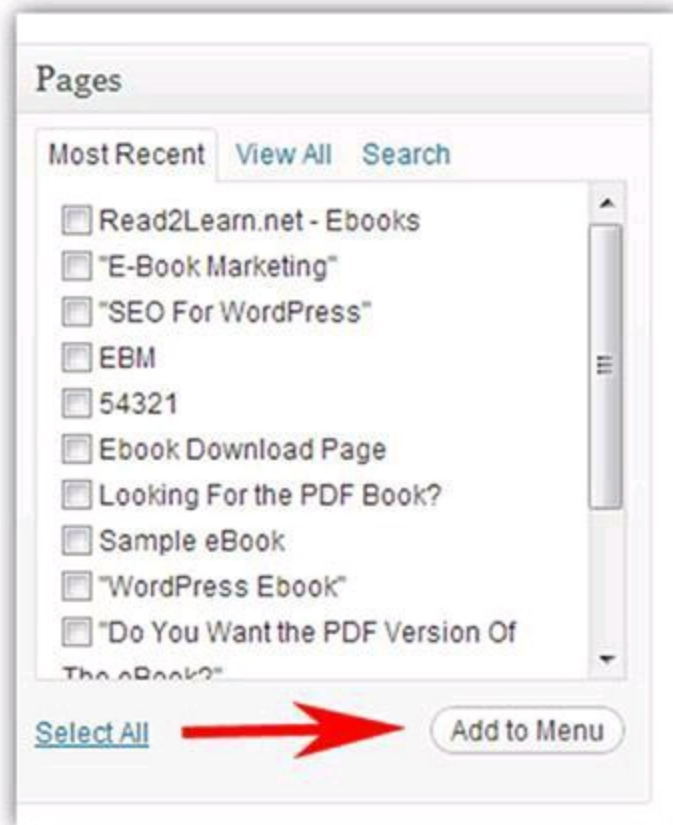 Pages
Most Recent View All Search
Read2Learn.net - Ebooks
"E-Book Marketing"
"SEO For WordPress"
EBM
54321
Ebook Download Page
Looking For the PDF Book?
Sample eBook
"WordPress Ebook"
"Do You Want the PDF Version Of
The eBook?"
Select All Add to Menu